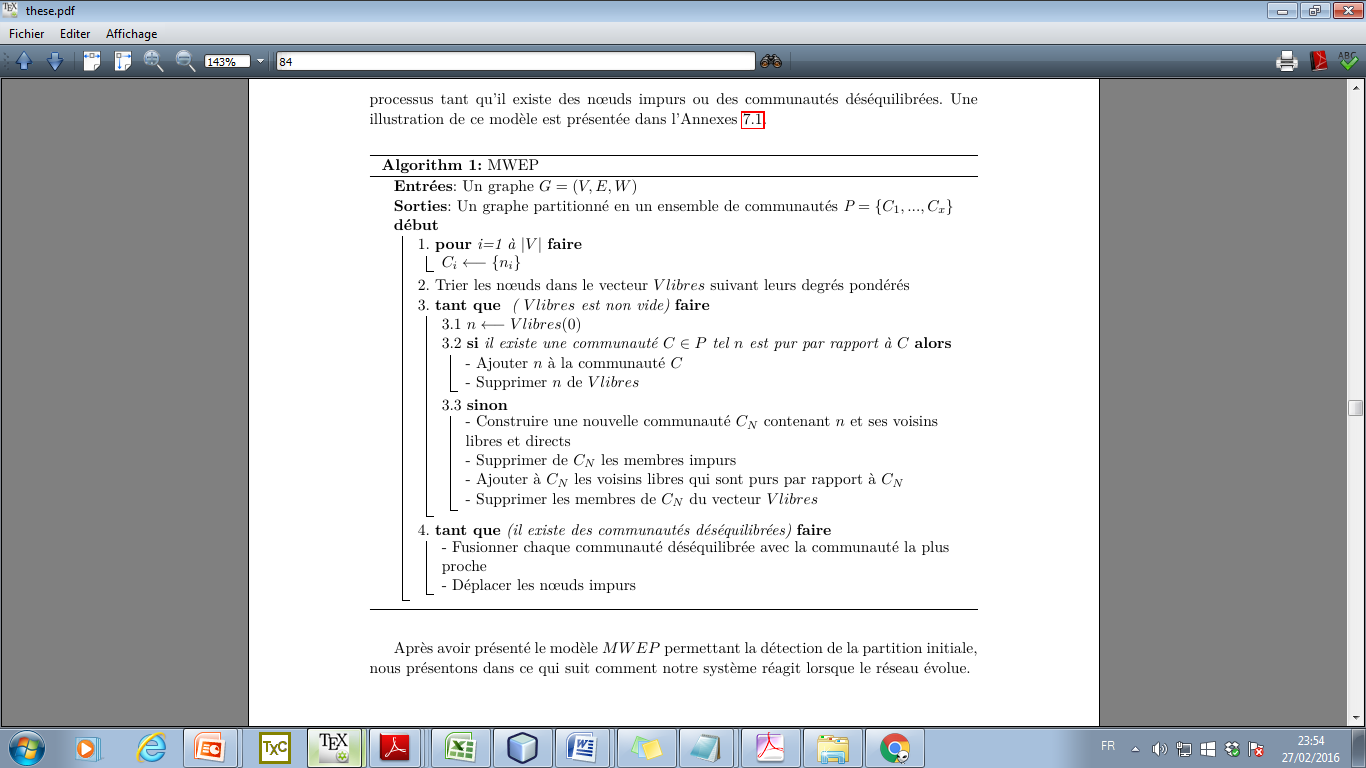 these.pdf
Fichier Editer Affichage
143% 84
processus tant qu'il existe des nœuds impurs ou des communautés déséquilibrées. Une
illustration de ce modèle est présentée dans l'Annexes 7.1.
Algorithm 1: MWEP
Entrées: Un graphe G = (V, E, W)
Sorties: Un graphe partitionné en un ensemble de communautés P = {C1, ..., Cx}
début
1. pour i=1 à |V| faire
Ci ⟵ {ni}
2. Trier les nœuds dans le vecteur Vlibres suivant leurs degrés pondérés
3. tant que ( Vlibres est non vide) faire
3.1 n ⟵ Vlibres(0)
3.2 si il existe une communauté C ∈ P tel n est pur par rapport à C alors
- Ajouter n à la communauté C
- Supprimer n de Vlibres
3.3 sinon
- Construire une nouvelle communauté CN contenant n et ses voisins
libres et directs
- Supprimer de CN les membres impurs
- Ajouter à CN les voisins libres qui sont purs par rapport à CN
- Supprimer les membres de CN du vecteur Vlibres
4. tant que (il existe des communautés déséquilibrées) faire
- Fusionner chaque communauté déséquilibrée avec la communauté la plus
proche
- Déplacer les nœuds impurs
Après avoir présenté le modèle MWEP permettant la détection de la partition initiale,
nous présentons dans ce qui suit comment notre système réagit lorsque le réseau évolue.
FR 23:54
27/02/2016